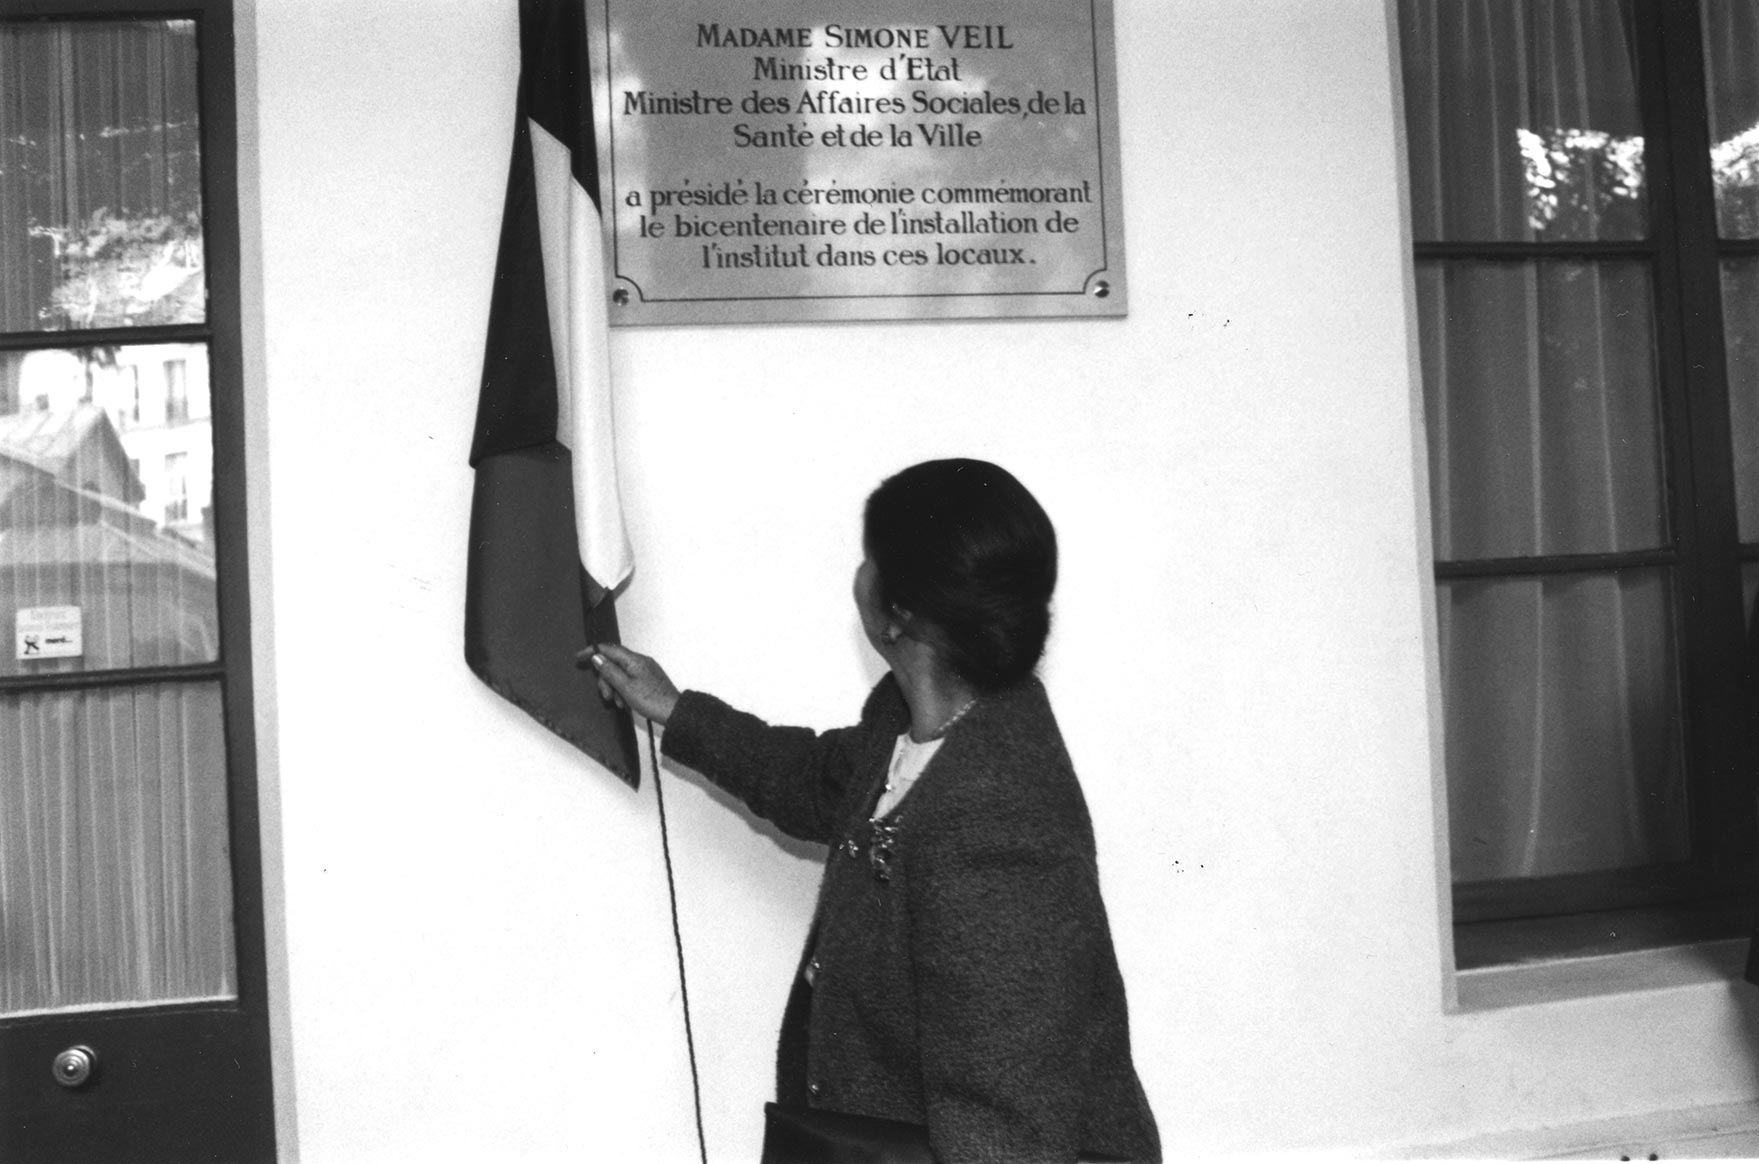 MADAME SIMONE VEIL
Ministre d'Etat
Ministre des Affaires Sociales, de la
Santé et de la Ville
a présidé la cérémonie commémorant
le bicentenaire de l'installation de
l'institut dans ces locaux.